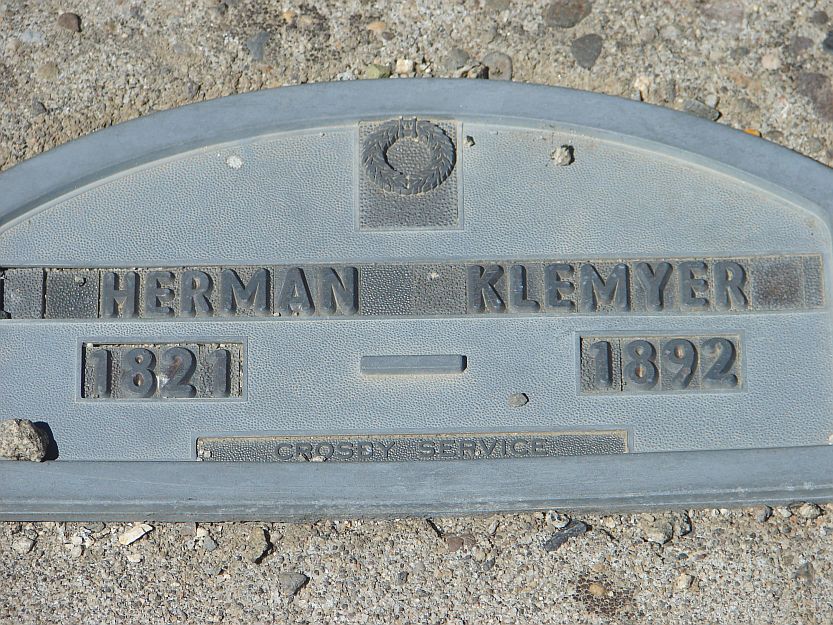 HERMAN KLEMYER
1821 — 1892
CROSBY SERVICE